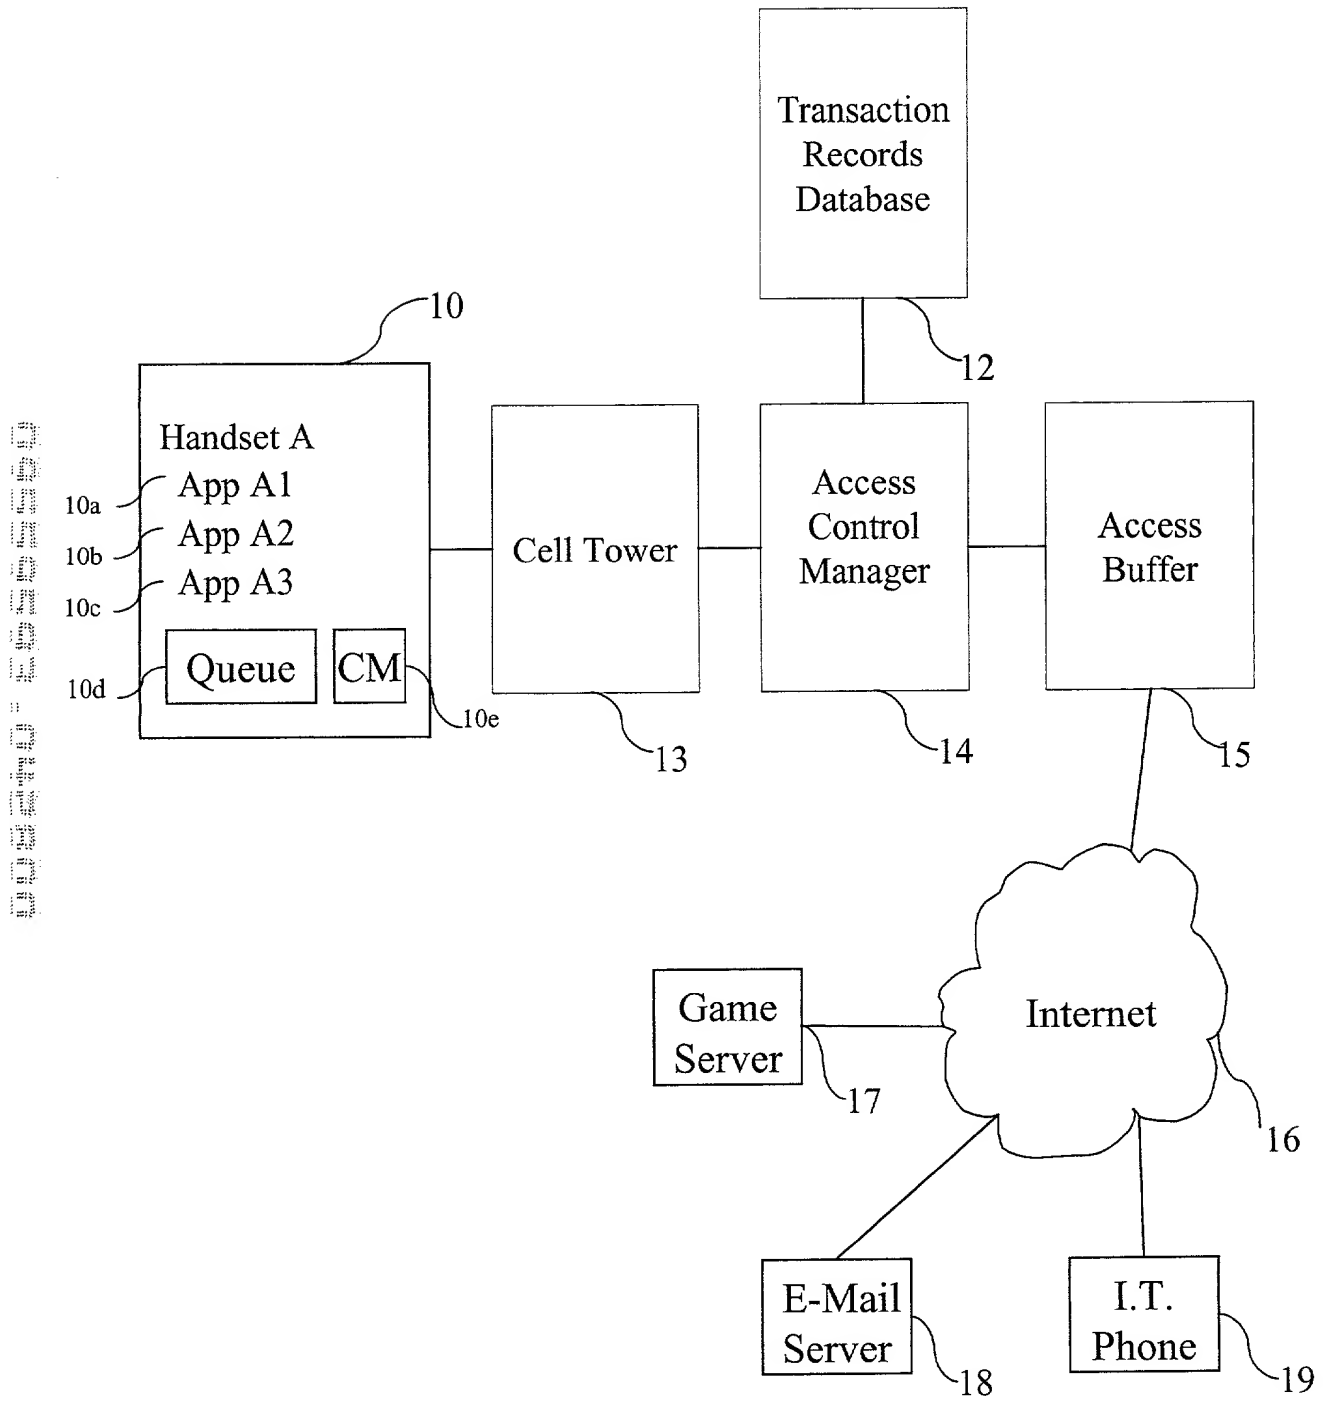 Transaction
Records
Database
12
10
Handset A
10a
App A1
10b
App A2
10c
App A3
10d
Queue
CM
10e
Cell Tower
13
Access
Control
Manager
14
Access
Buffer
15
Internet
16
Game
Server
17
E-Mail
Server
18
I.T.
Phone
19